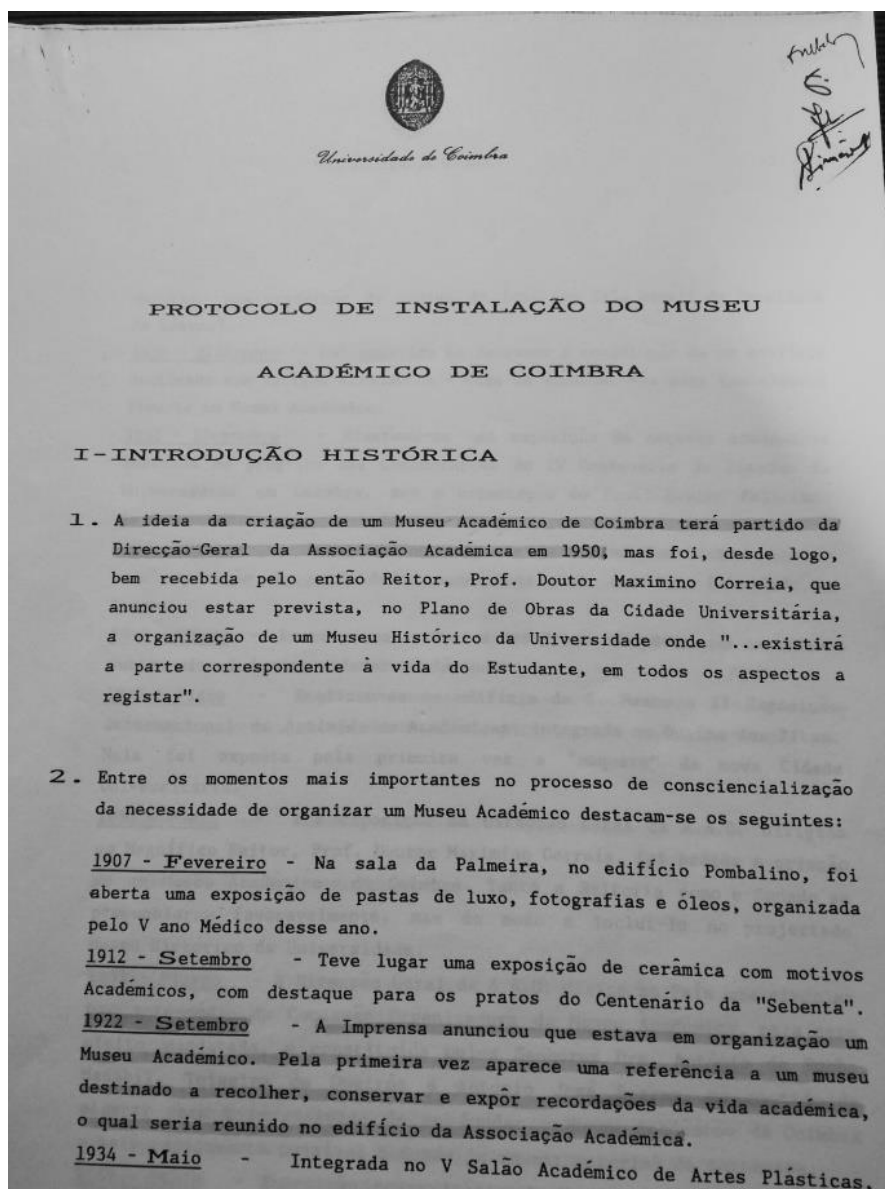 Universidade de Coimbra
PROTOCOLO DE INSTALAÇÃO DO MUSEU
ACADÉMICO DE COIMBRA
I-INTRODUÇÃO HISTÓRICA
1. A ideia da criação de um Museu Académico de Coimbra terá partido da
Direcção-Geral da Associação Académica em 1950, mas foi, desde logo,
bem recebida pelo então Reitor, Prof. Doutor Maximino Correia, que
anunciou estar prevista, no Plano de Obras da Cidade Universitária,
a organização de um Museu Histórico da Universidade onde "...existirá
a parte correspondente à vida do Estudante, em todos os aspectos a
registar".
2. Entre os momentos mais importantes no processo de consciencialização
da necessidade de organizar um Museu Académico destacam-se os seguintes:
1907 - Fevereiro - Na sala da Palmeira, no edifício Pombalino, foi
aberta uma exposição de pastas de luxo, fotografias e óleos, organizada
pelo V ano Médico desse ano.
1912 - Setembro - Teve lugar uma exposição de cerâmica com motivos
Académicos, com destaque para os pratos do Centenário da "Sebenta".
1922 - Setembro - A Imprensa anunciou que estava em organização um
Museu Académico. Pela primeira vez aparece uma referência a um museu
destinado a recolher, conservar e expôr recordações da vida académica,
o qual seria reunido no edifício da Associação Académica.
1934 - Maio - Integrada no V Salão Académico de Artes Plásticas,